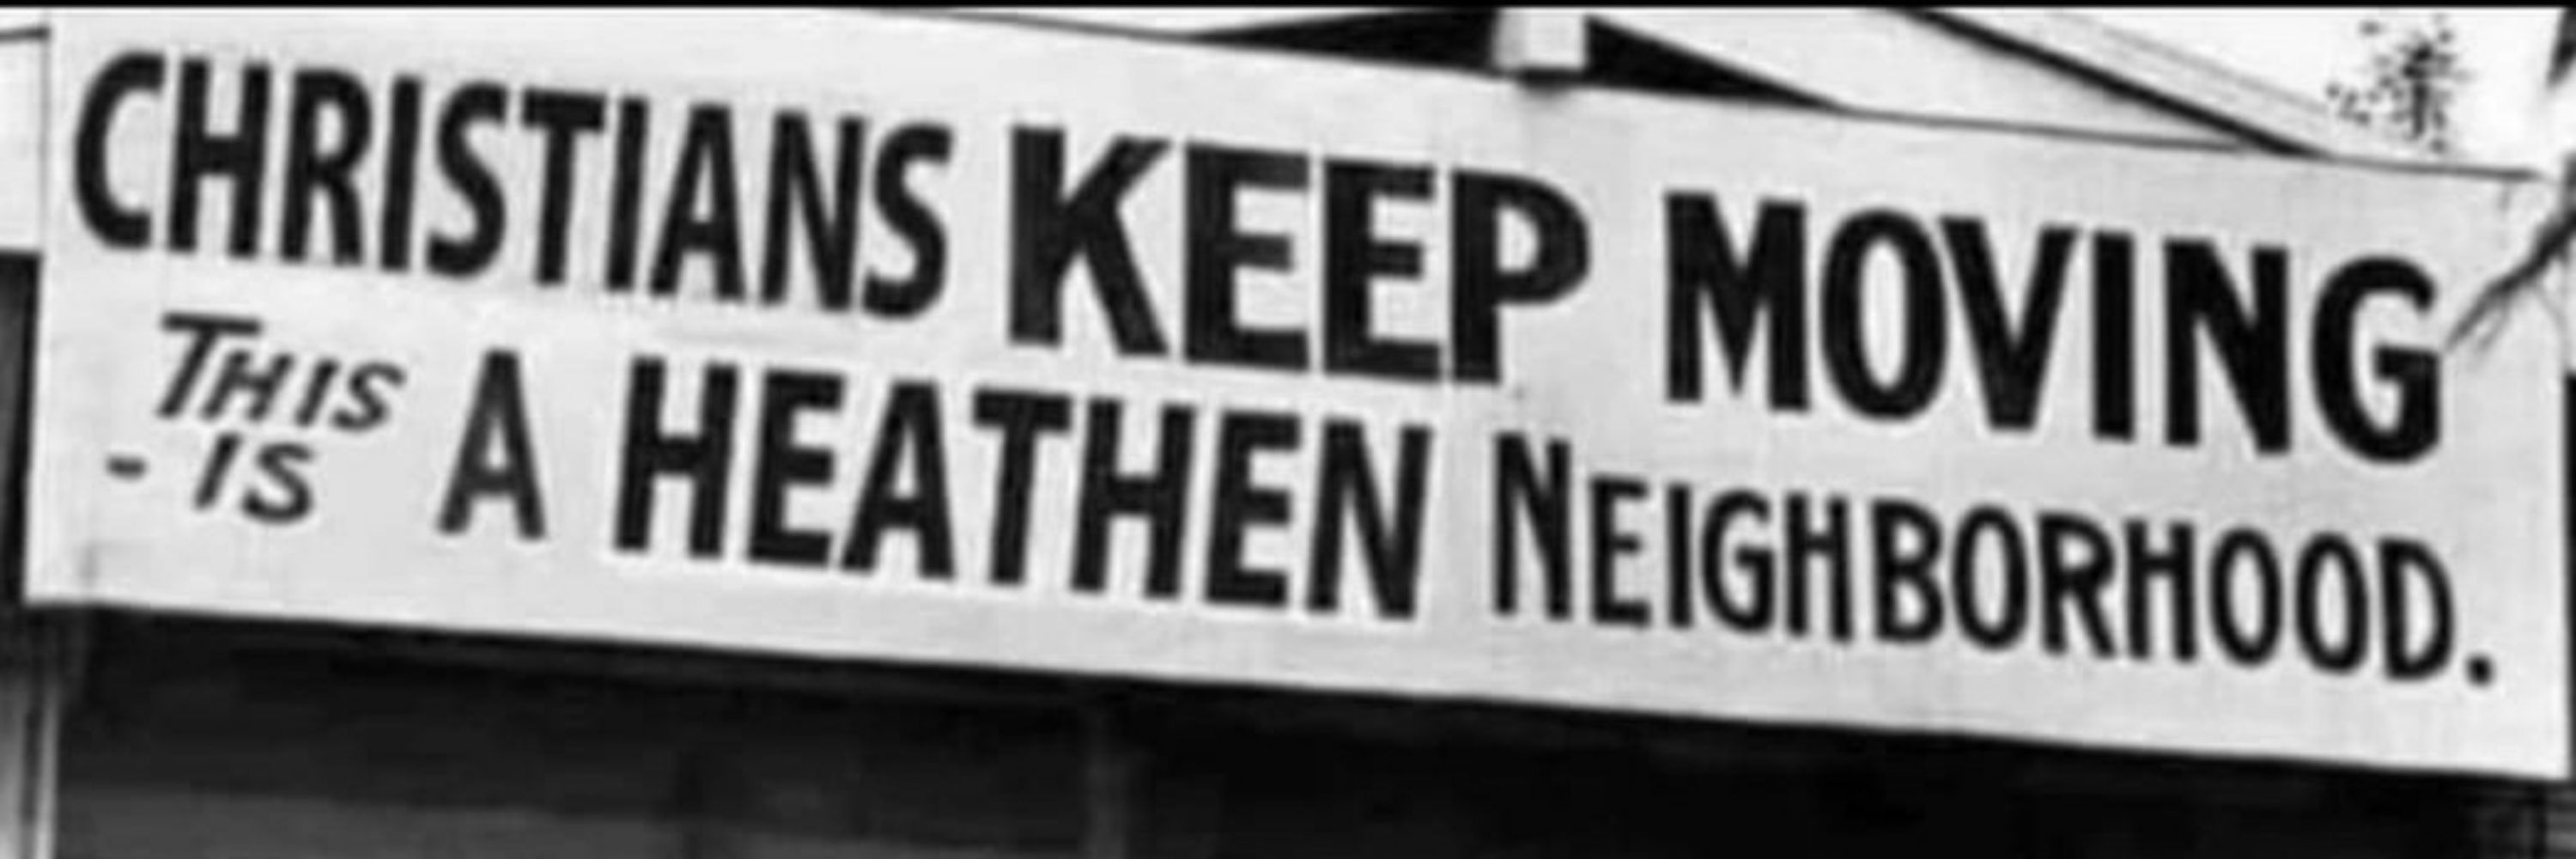 CHRISTIANS KEEP MOVING
THIS
- IS A HEATHEN NEIGHBORHOOD.